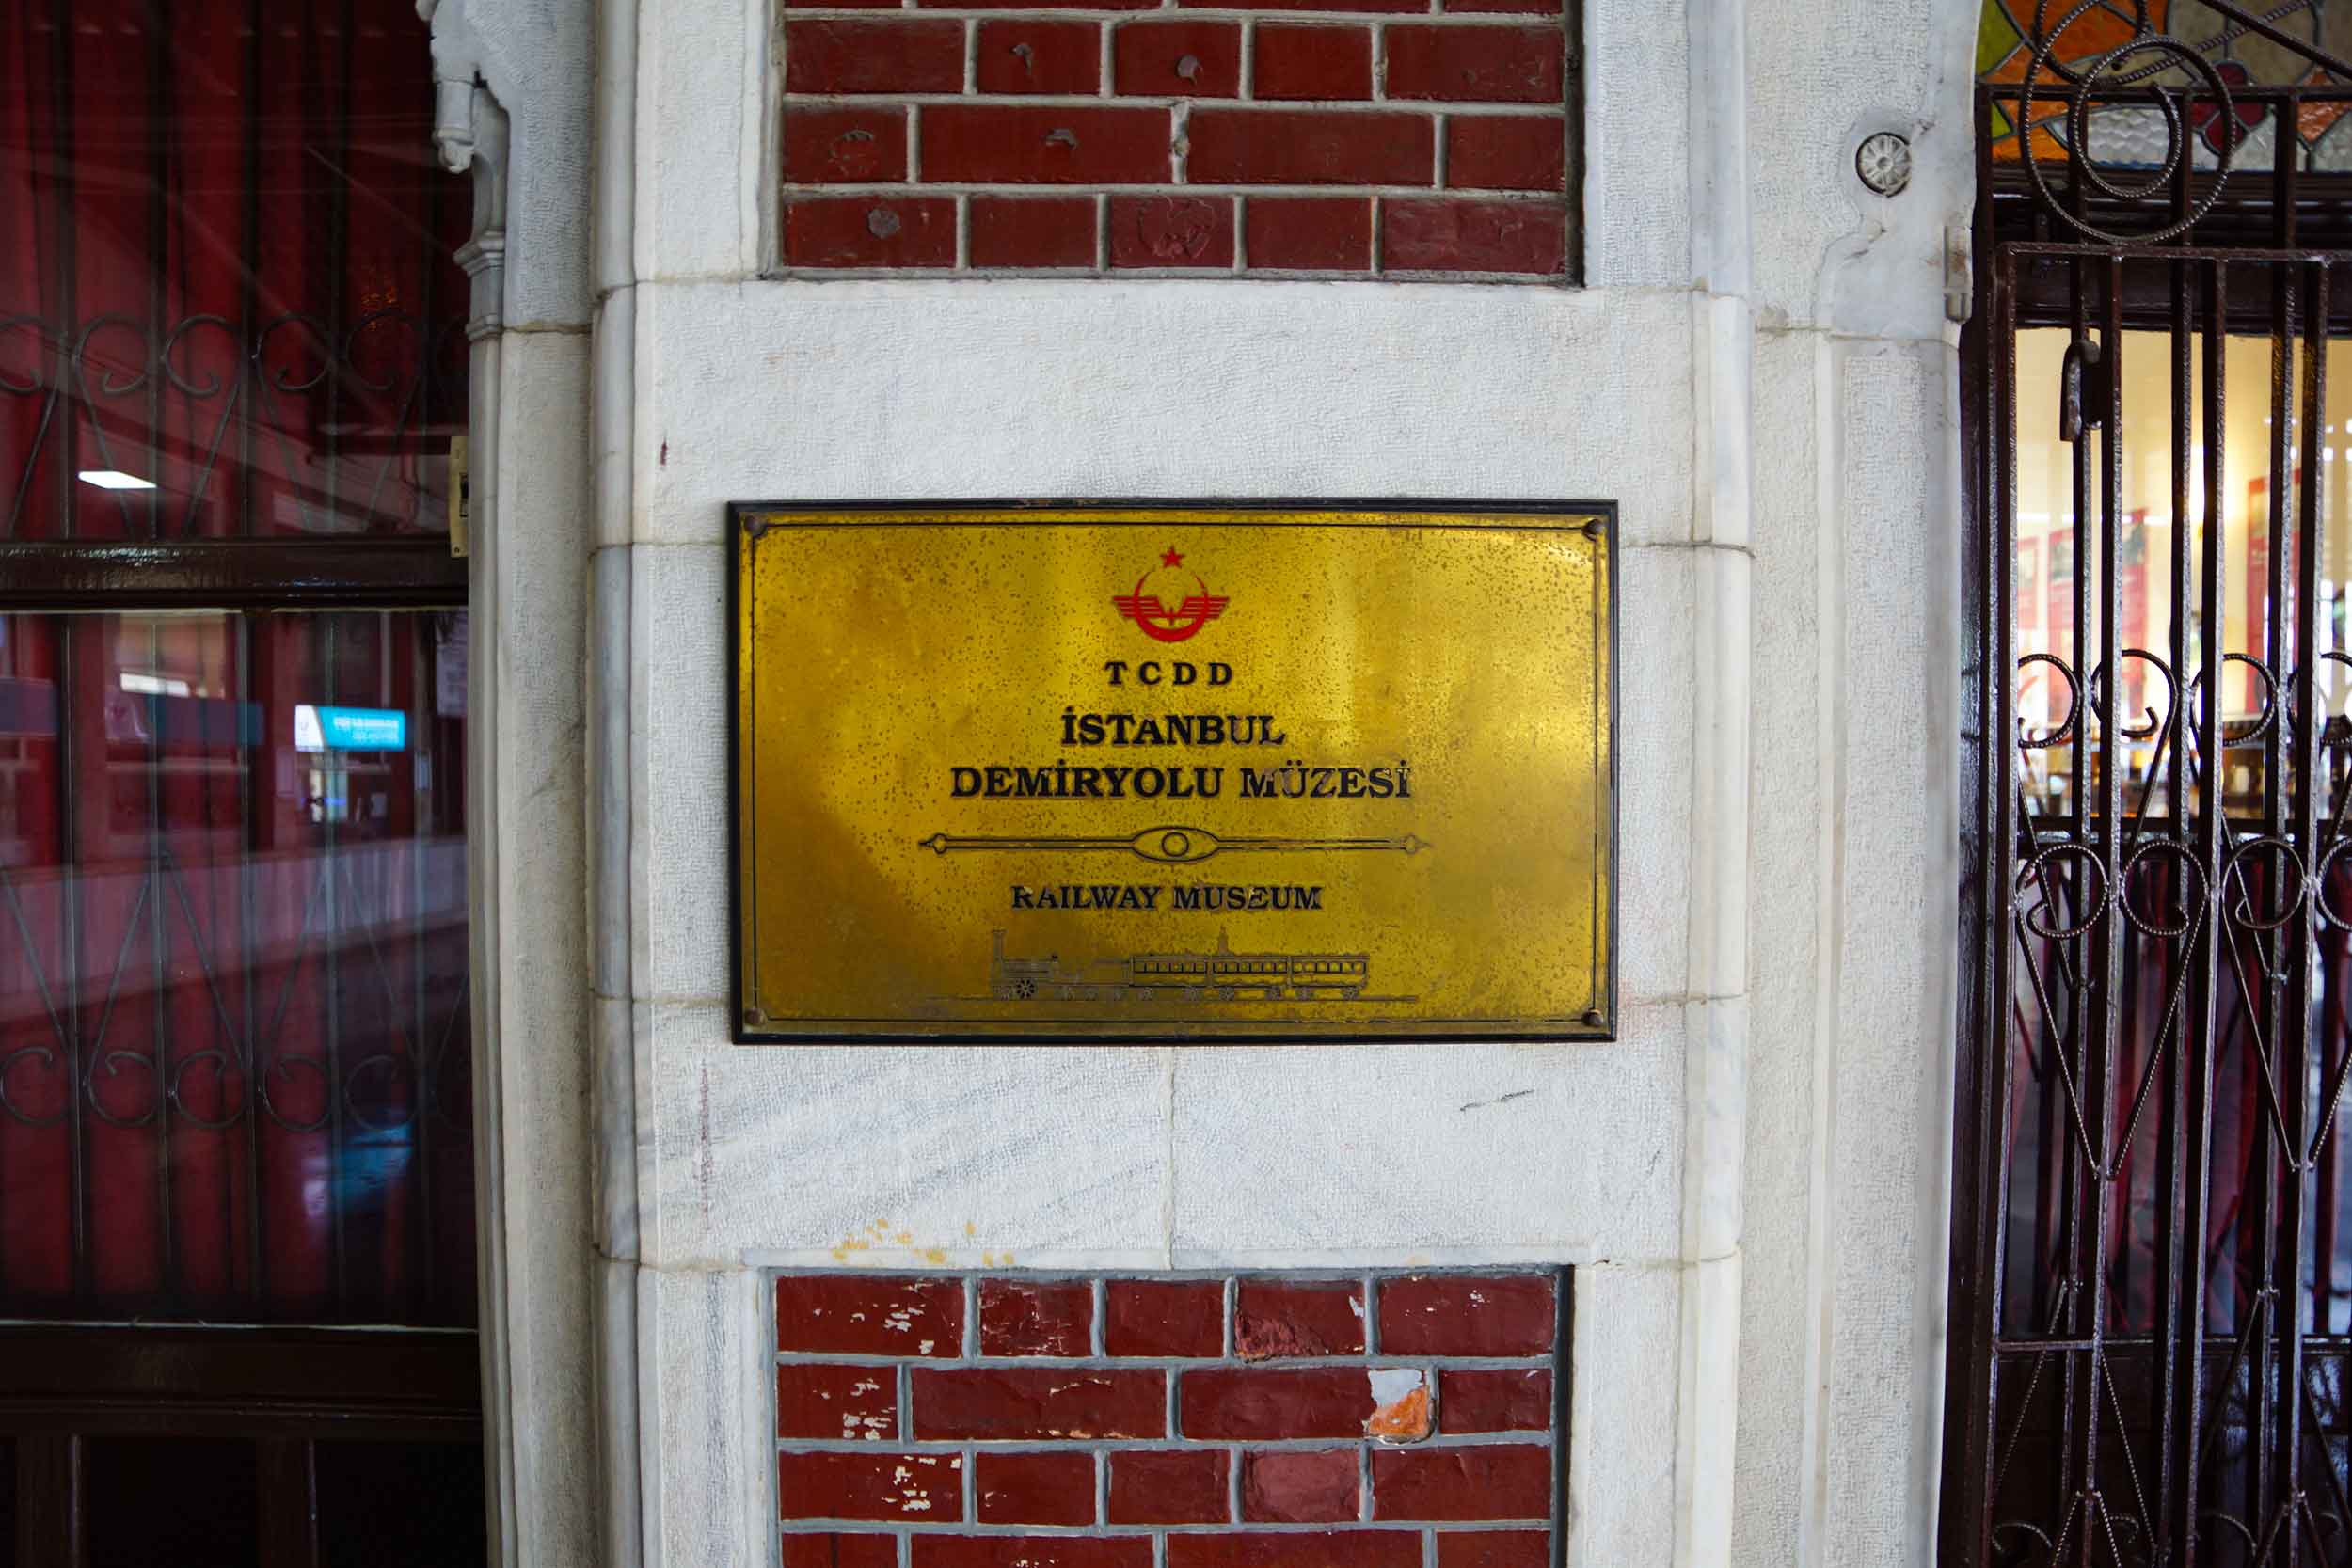 TCDD
İSTANBUL
DEMİRYOLU MÜZESİ
RAILWAY MUSEUM